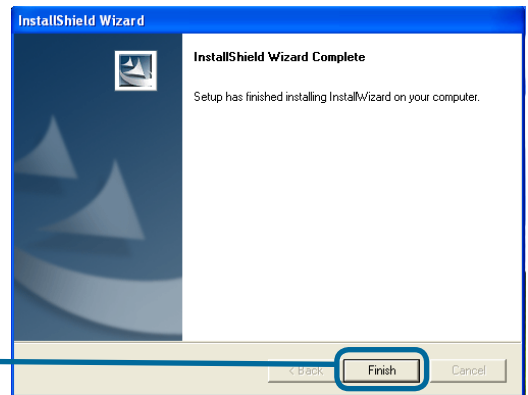 InstallShield Wizard
InstallShield Wizard Complete
Setup has finished installing InstallWizard on your computer.
< Back Finish Cancel